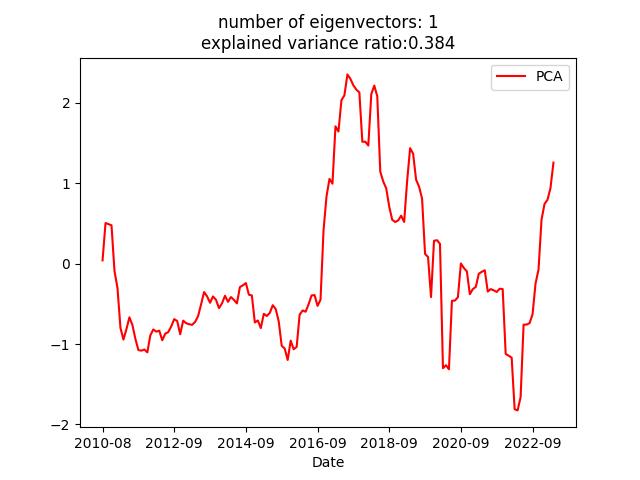 number of eigenvectors: 1
explained variance ratio:0.384
PCA
2
1
0
−1
−2
2010-08 2012-09 2014-09 2016-09 2018-09 2020-09 2022-09
Date